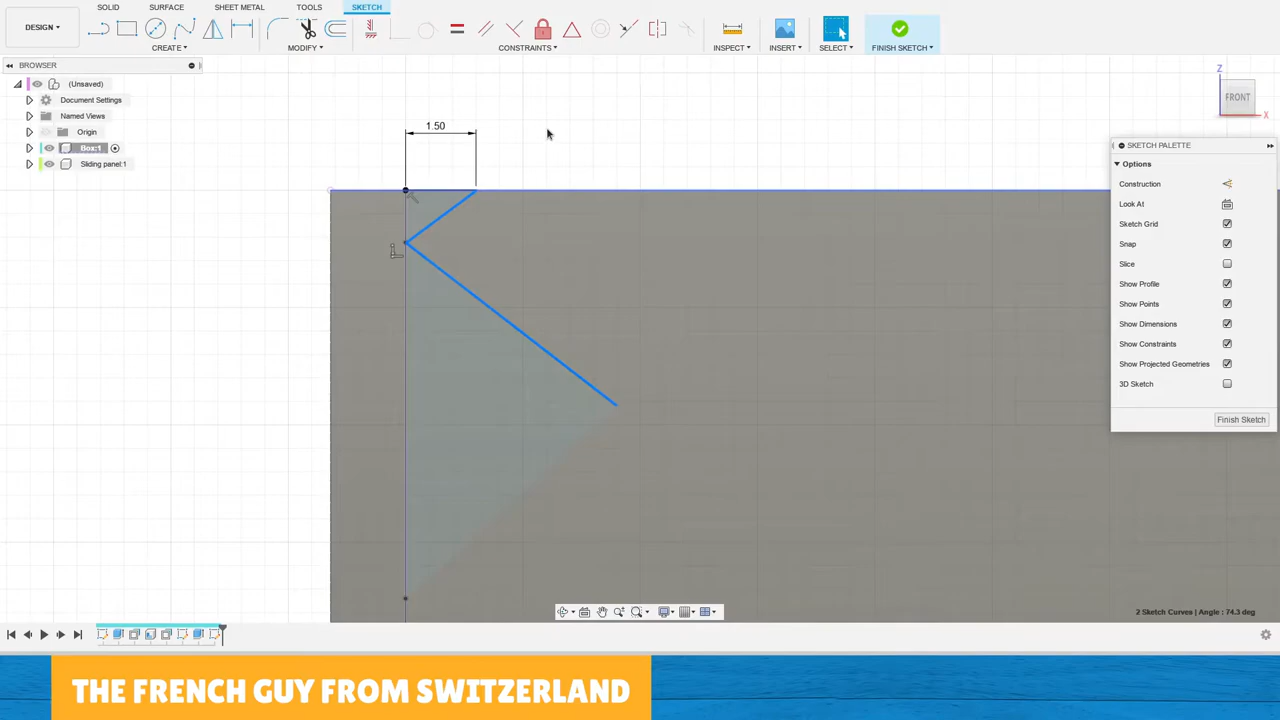 SOLID
SURFACE
SHEET METAL
TOOLS
SKETCH
DESIGN
CREATE
MODIFY
CONSTRAINTS
INSPECT
INSERT
SELECT
FINISH SKETCH
BROWSER
(Unsaved)
Document Settings
Named Views
Origin
Box:1
Sliding panel:1
1.50
Z
FRONT
X
SKETCH PALETTE
Options
Construction
Look At
Sketch Grid
Snap
Slice
Show Profile
Show Points
Show Dimensions
Show Constraints
Show Projected Geometries
3D Sketch
Finish Sketch
2 Sketch Curves | Angle : 74.3 deg
THE FRENCH GUY FROM SWITZERLAND